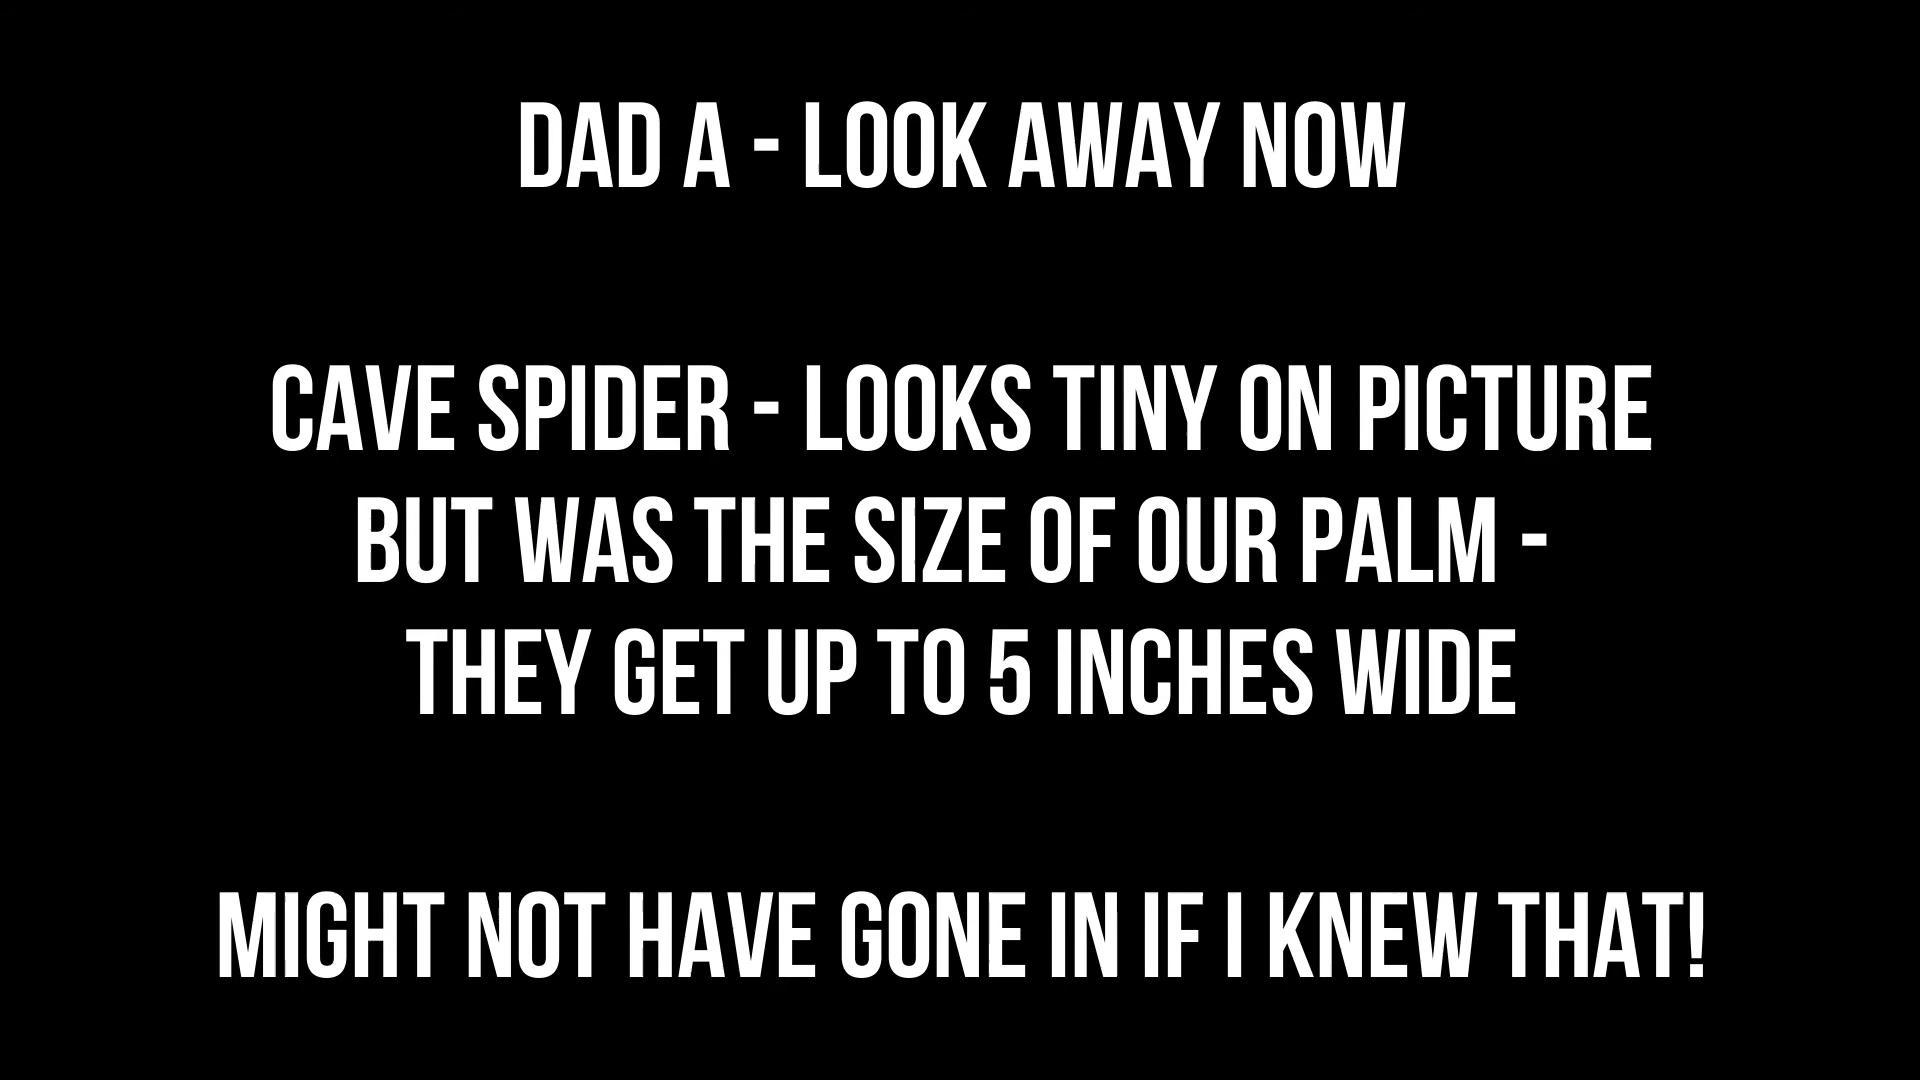 DAD A - LOOK AWAY NOW
CAVE SPIDER - LOOKS TINY ON PICTURE
BUT WAS THE SIZE OF OUR PALM -
THEY GET UP TO 5 INCHES WIDE
MIGHT NOT HAVE GONE IN IF I KNEW THAT!